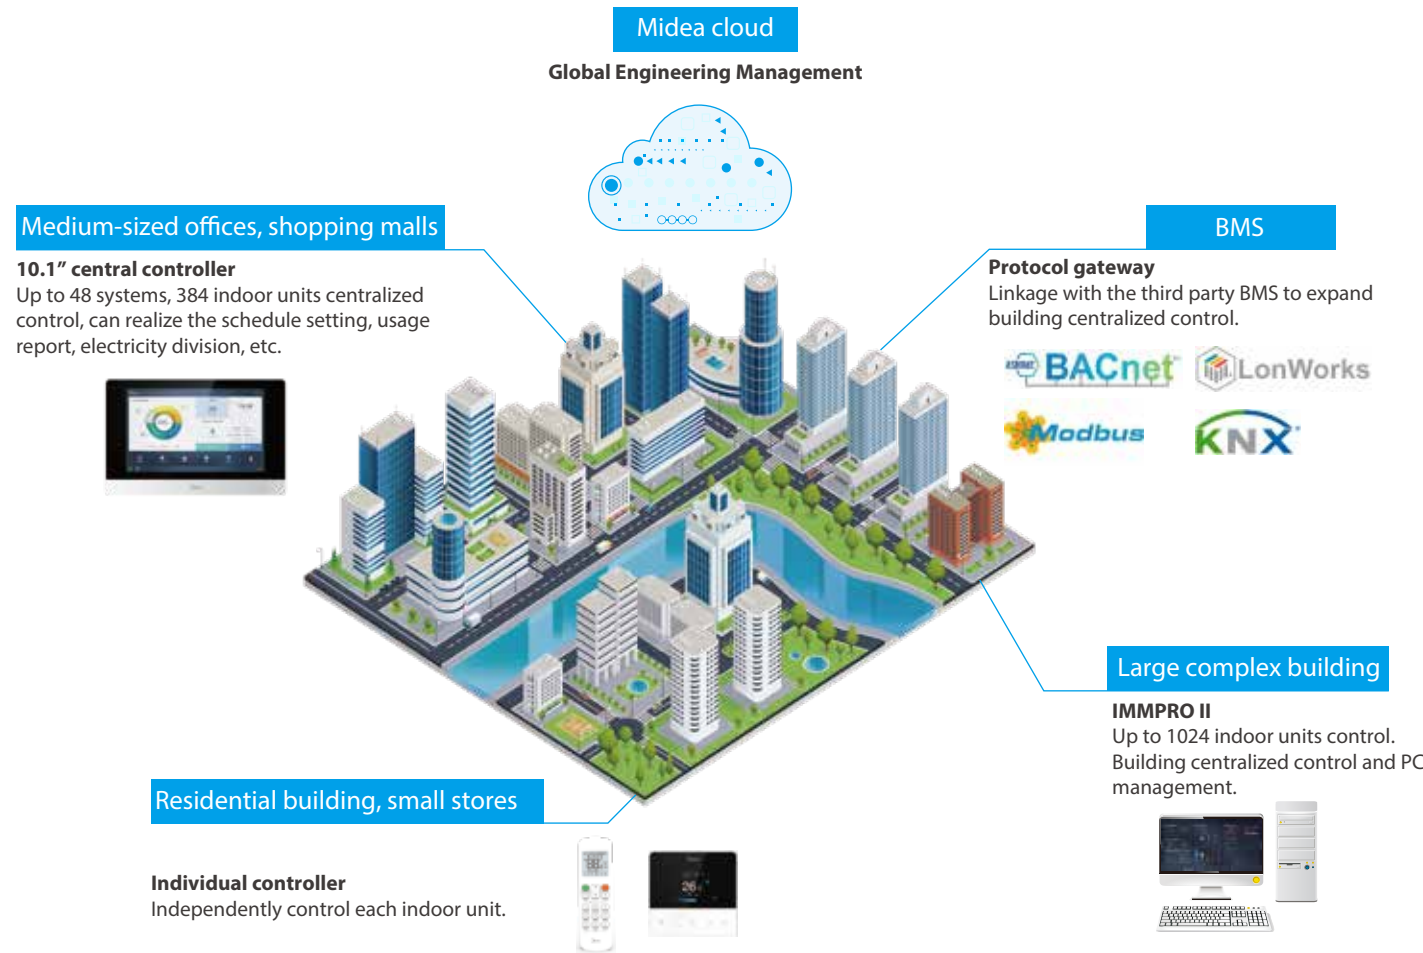 Midea cloud
Global Engineering Management
Medium-sized offices, shopping malls
10.1” central controller
Up to 48 systems, 384 indoor units centralized
control, can realize the schedule setting, usage
report, electricity division, etc.
BMS
Protocol gateway
Linkage with the third party BMS to expand
building centralized control.
BACnet
LonWorks
Modbus
KNX
Large complex building
IMMPRO II
Up to 1024 indoor units control.
Building centralized control and PC
management.
Residential building, small stores
Individual controller
Independently control each indoor unit.
26